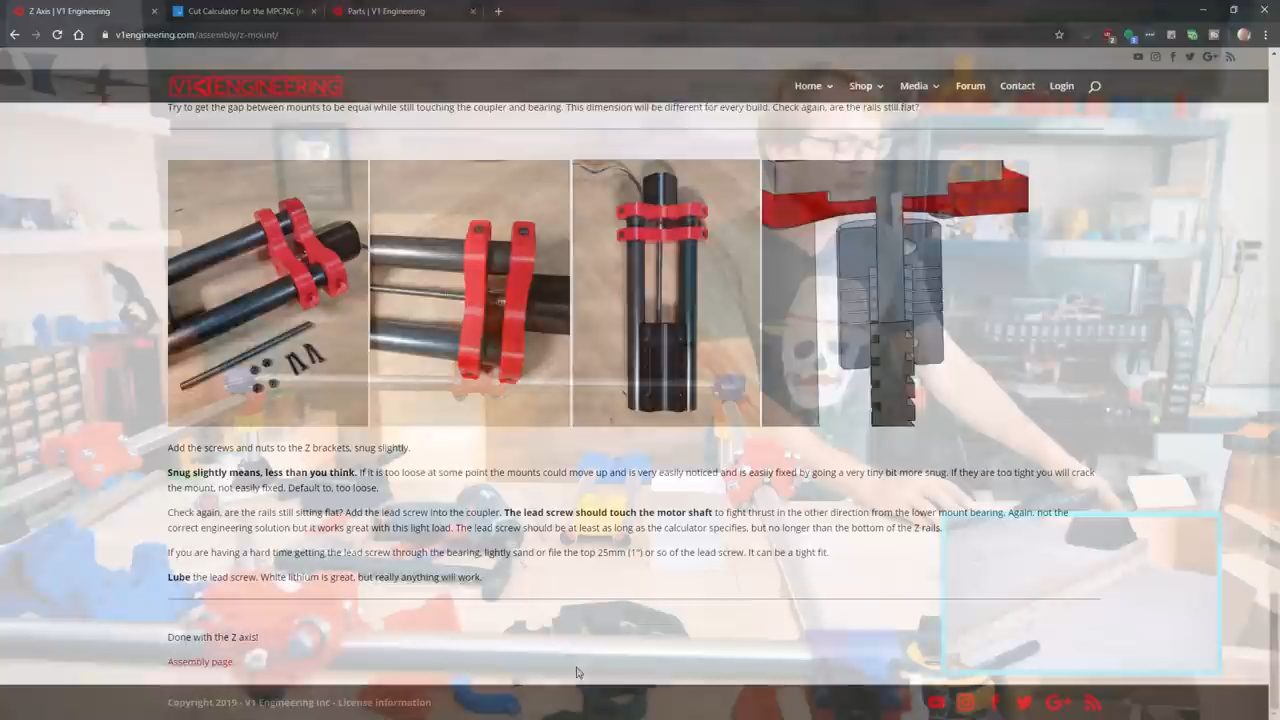 Z Axis | V1 Engineering
Cut Calculator for the MPCNC (
Parts | V1 Engineering
v1engineering.com/assembly/z-mount/
V1 ENGINEERING
Home
Shop
Media
Forum
Contact
Login
Try to get the gap between mounts to be equal while still touching the coupler and bearing. This dimension will be different for every build. Check again, are the rails still flat?
Add the screws and nuts to the Z brackets, snug slightly.
Snug slightly means, less than you think. If it is too loose at some point the mounts could move up and is very easily noticed and is easily fixed by going a very tiny bit more snug. If they are too tight you will crack
the mount, not easily fixed. Default to, too loose.
Check again, are the rails still sitting flat? Add the lead screw into the coupler. The lead screw should touch the motor shaft to fight thrust in the other direction from the lower mount bearing. Again, not the
correct engineering solution but it works great with this light load. The lead screw should be at least as long as the calculator specifies, but no longer than the bottom of the Z rails.
If you are having a hard time getting the lead screw through the bearing, lightly sand or file the top 25mm (1") or so of the lead screw. It can be a tight fit.
Lube the lead screw. White lithium is great, but really anything will work.
Done with the Z axis!
Assembly page.
Copyright 2019 - V1 Engineering Inc - License Information